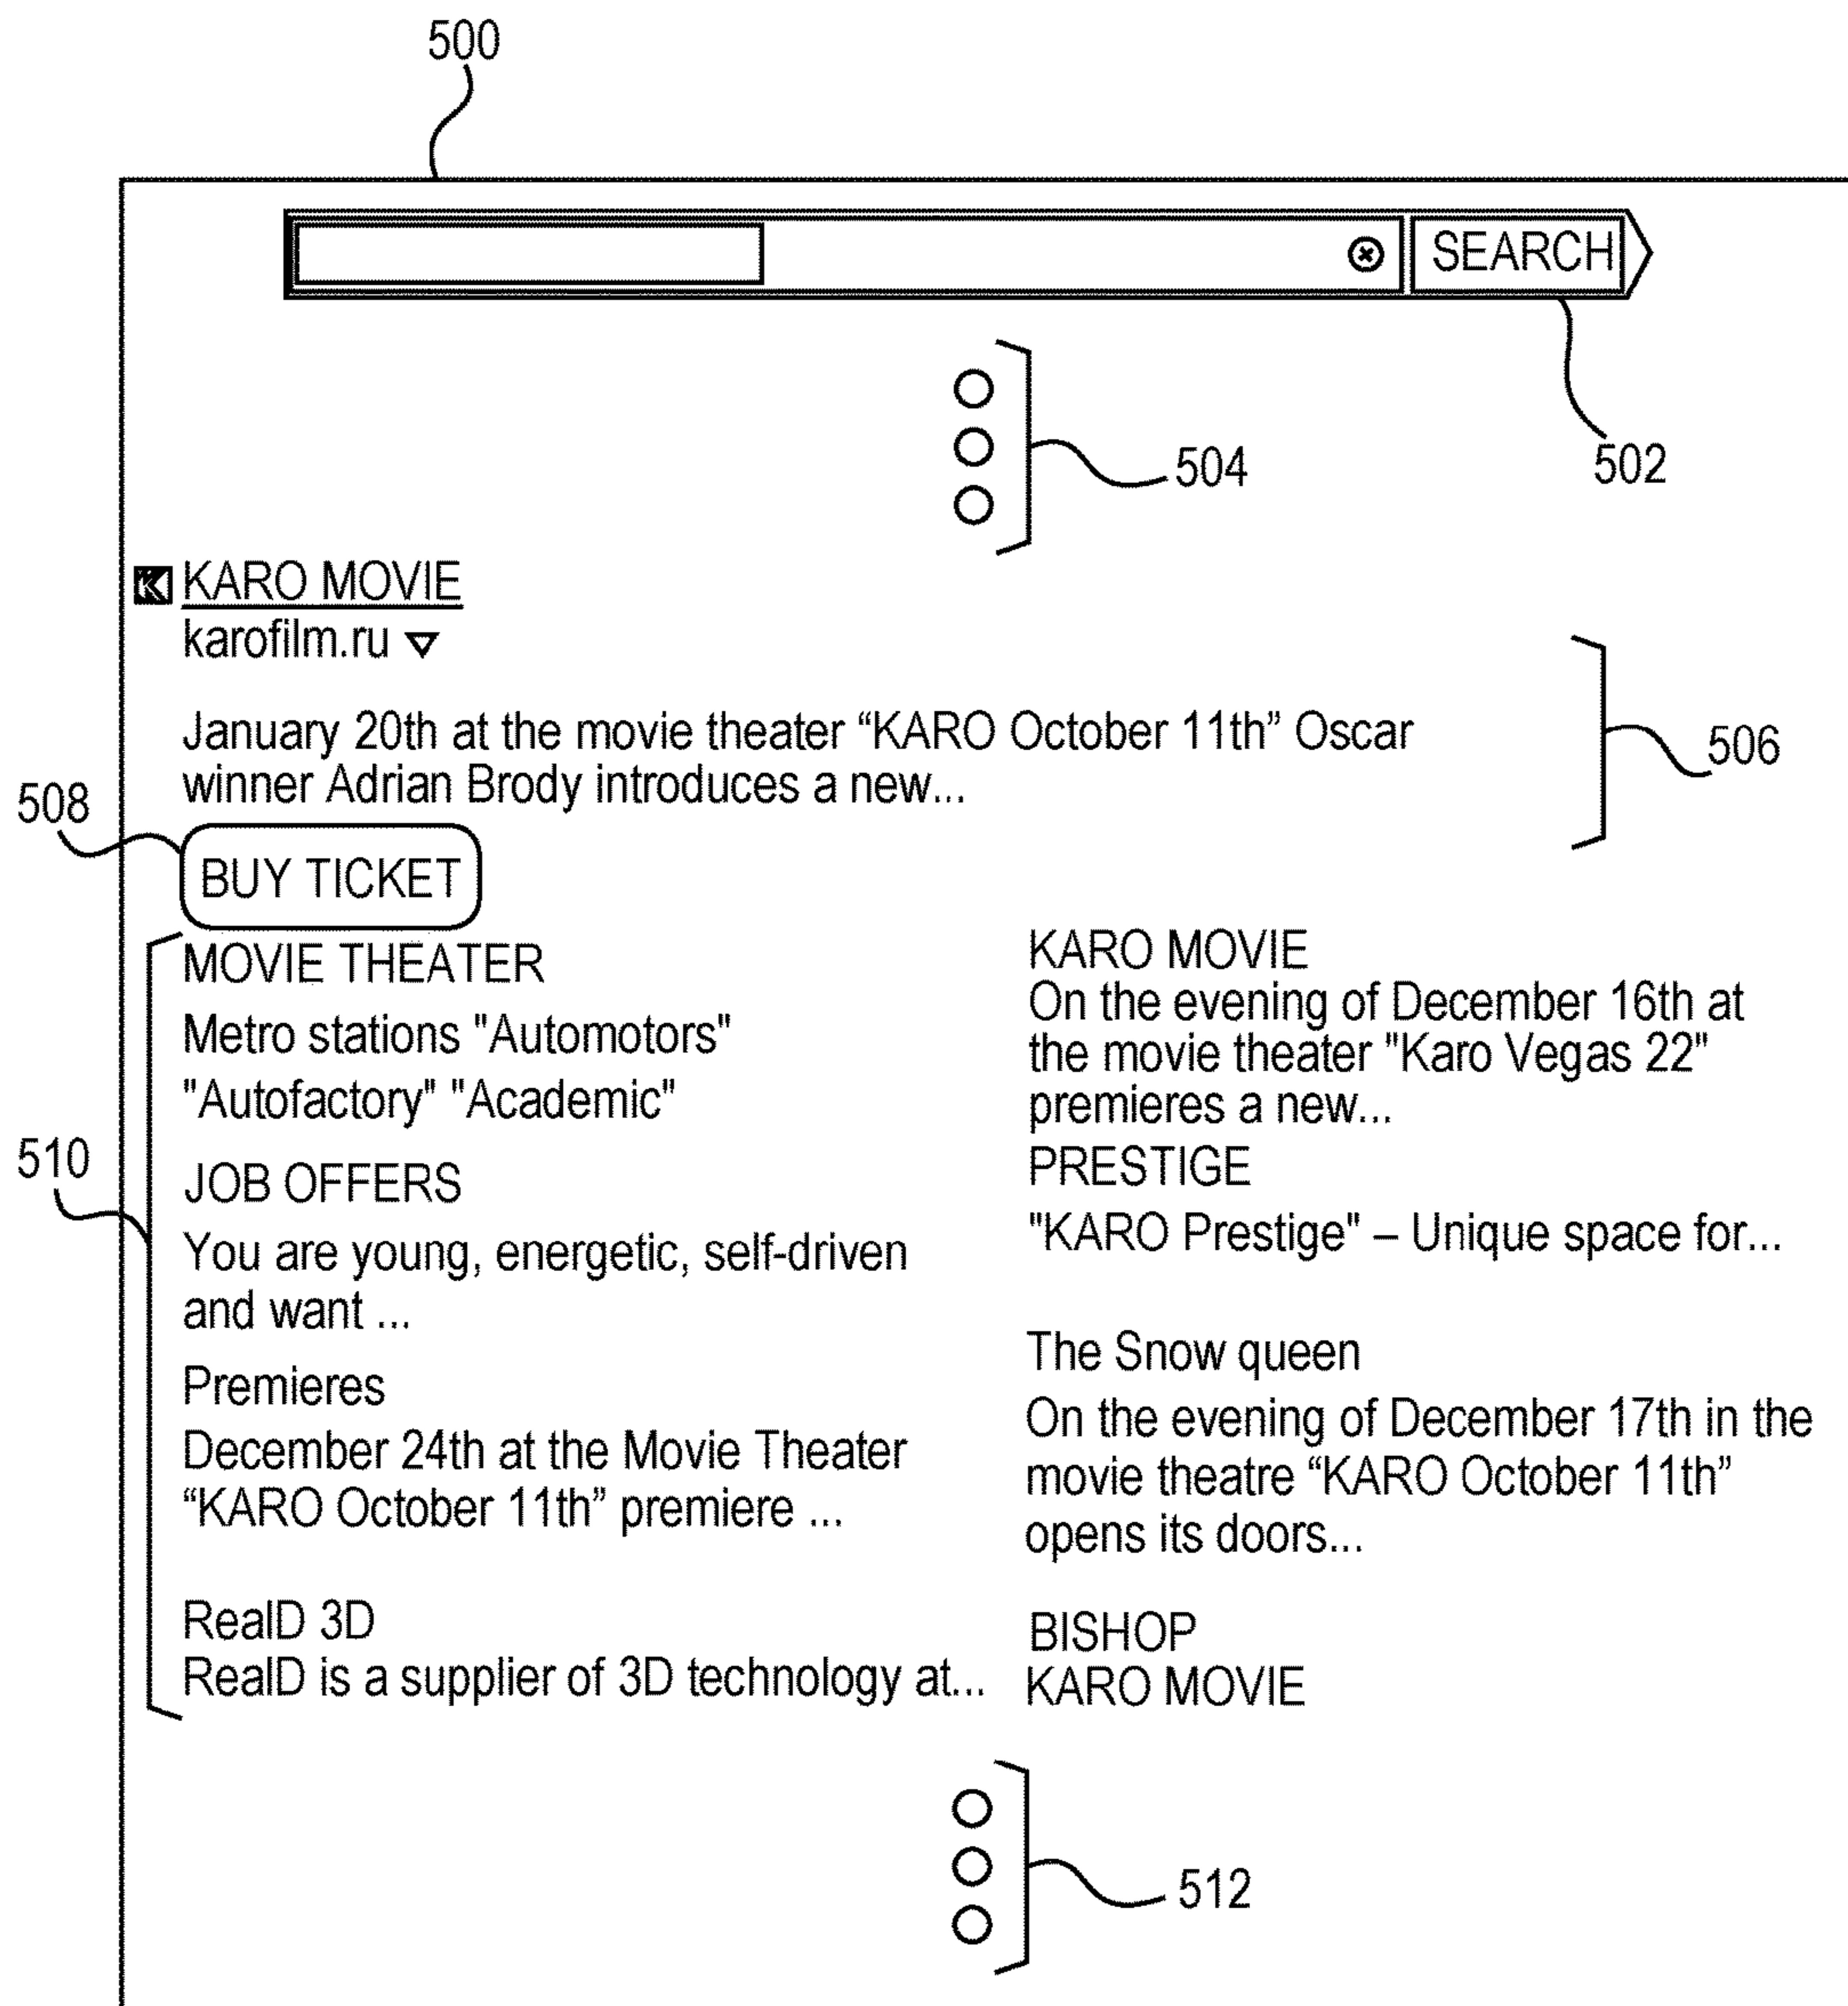 500
SEARCH
502
504
K KARO MOVIE
karofilm.ru
January 20th at the movie theater “KARO October 11th” Oscar
winner Adrian Brody introduces a new...
506
508
BUY TICKET
510
MOVIE THEATER
Metro stations "Automotors"
"Autofactory" "Academic"
JOB OFFERS
You are young, energetic, self-driven
and want ...
Premieres
December 24th at the Movie Theater
“KARO October 11th” premiere ...
RealD 3D
RealD is a supplier of 3D technology at...
KARO MOVIE
On the evening of December 16th at
the movie theater "Karo Vegas 22"
premieres a new...
PRESTIGE
"KARO Prestige" – Unique space for...
The Snow queen
On the evening of December 17th in the
movie theatre “KARO October 11th”
opens its doors...
BISHOP
KARO MOVIE
512